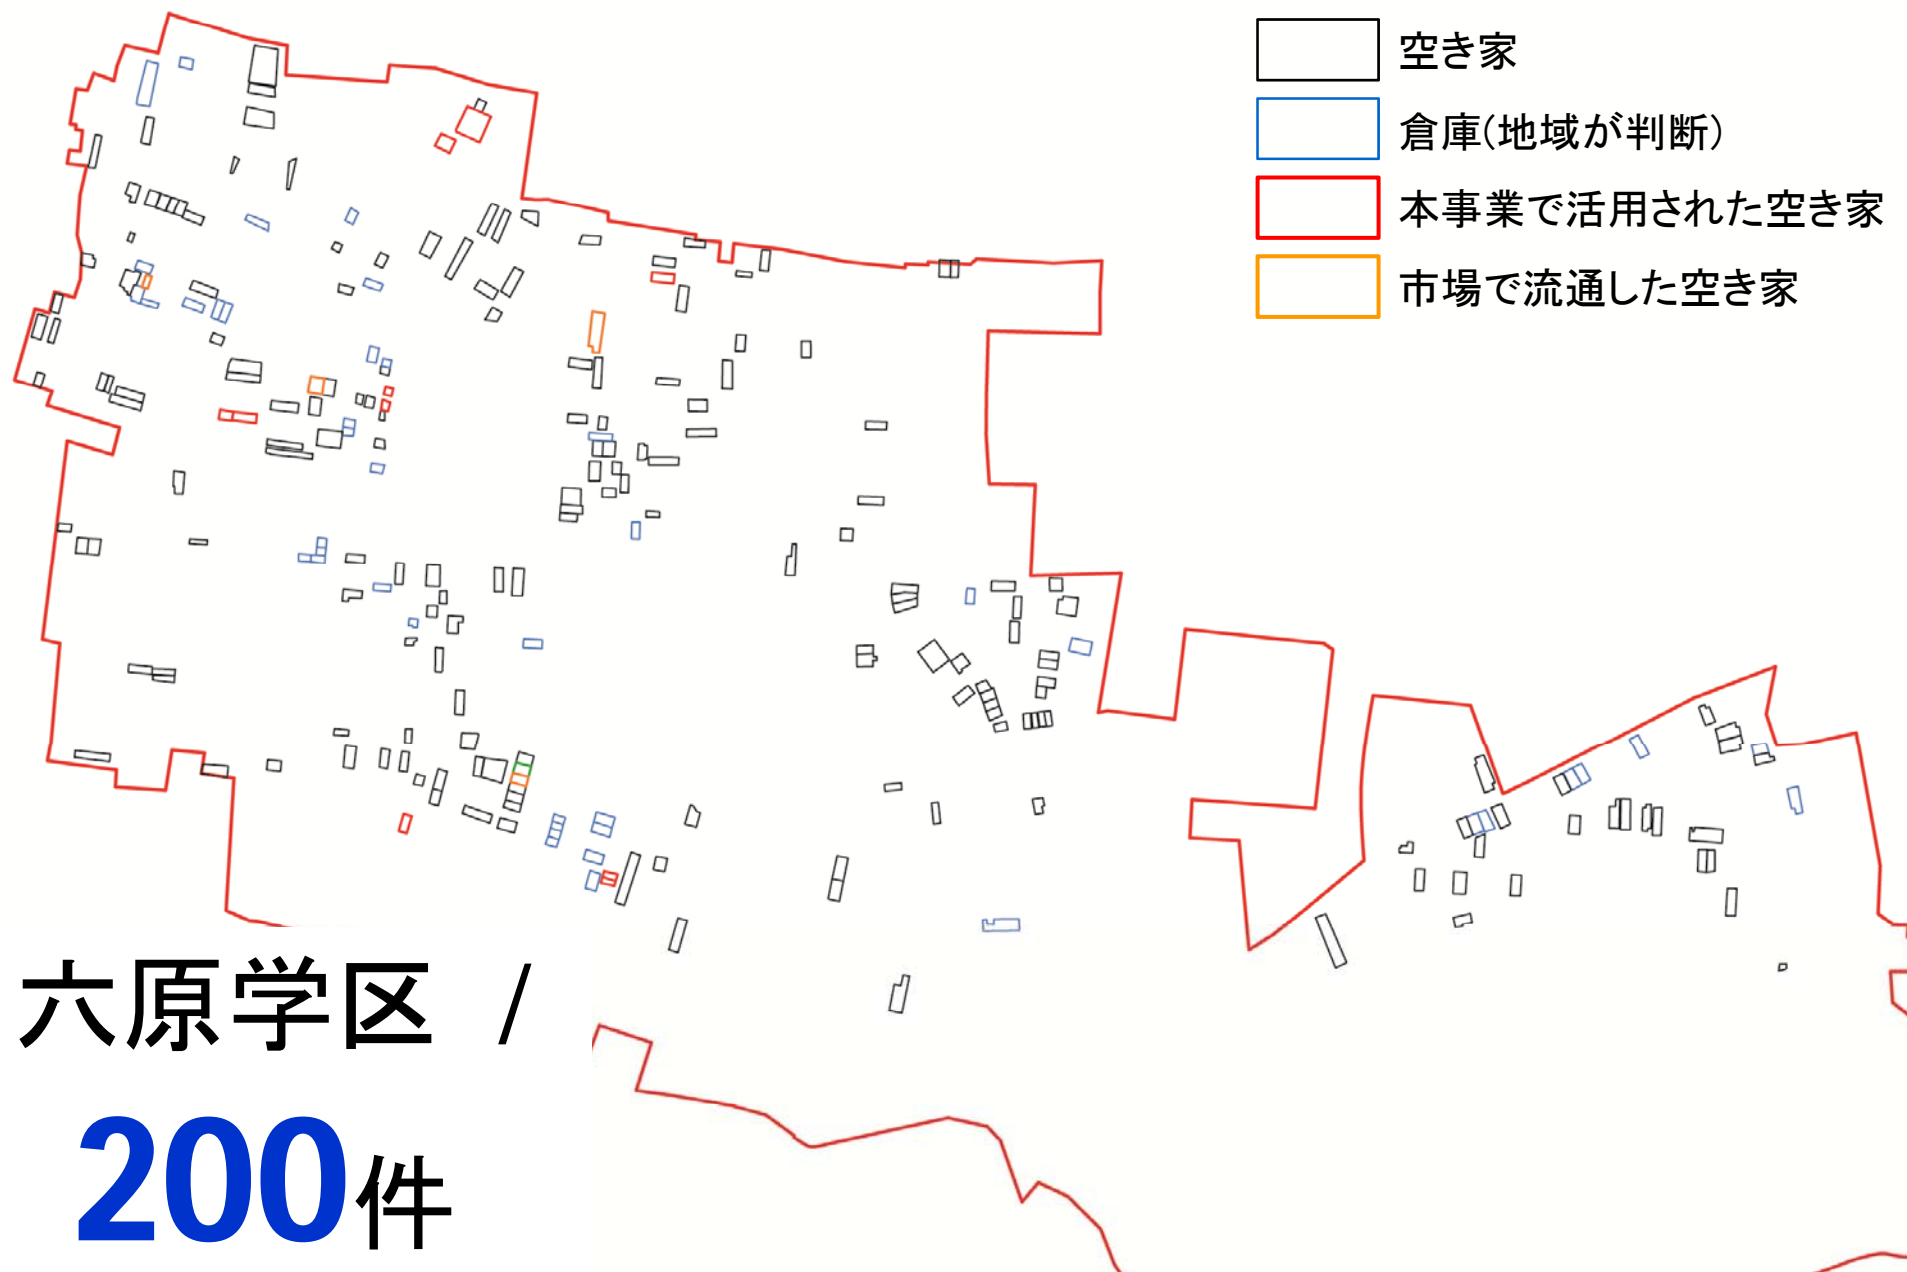 空き家
倉庫(地域が判断)
本事業で活用された空き家
市場で流通した空き家
六原学区 /
200件